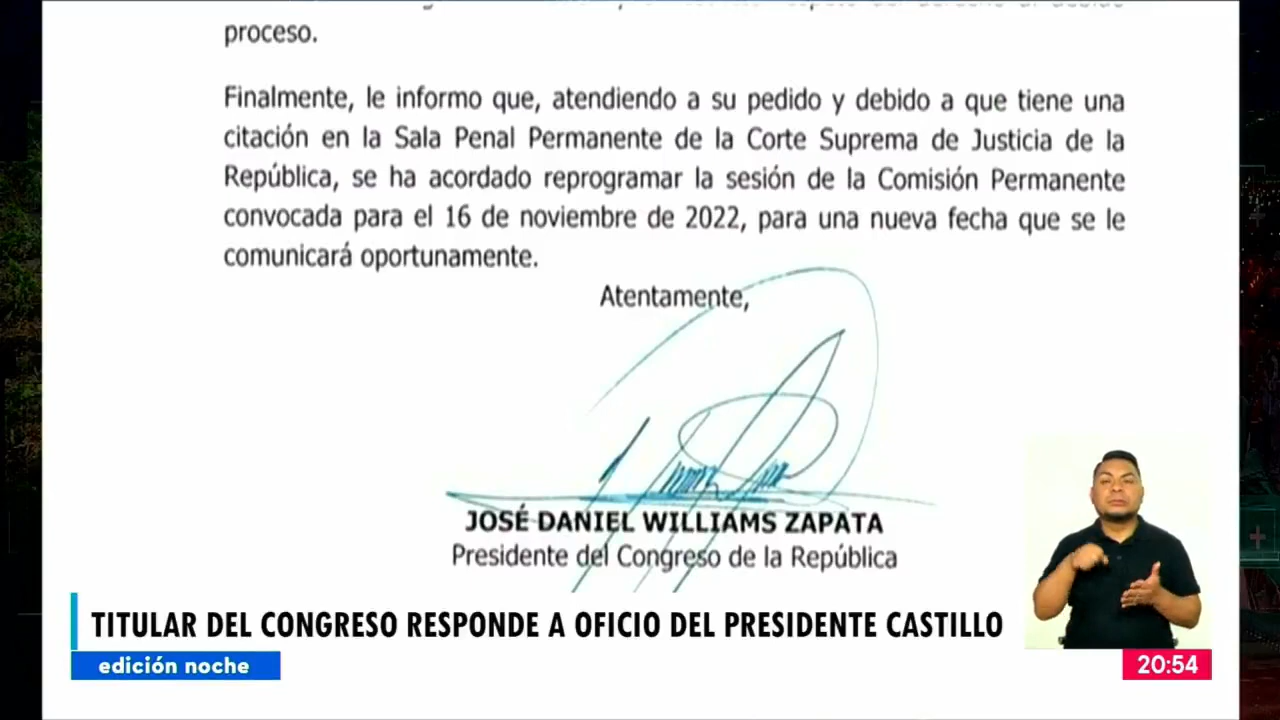 proceso.
Finalmente, le informo que, atendiendo a su pedido y debido a que tiene una
citación en la Sala Penal Permanente de la Corte Suprema de Justicia de la
República, se ha acordado reprogramar la sesión de la Comisión Permanente
convocada para el 16 de noviembre de 2022, para una nueva fecha que se le
comunicará oportunamente.
Atentamente,
JOSÉ DANIEL WILLIAMS ZAPATA
Presidente del Congreso de la República
TITULAR DEL CONGRESO RESPONDE A OFICIO DEL PRESIDENTE CASTILLO
edición noche
20:54